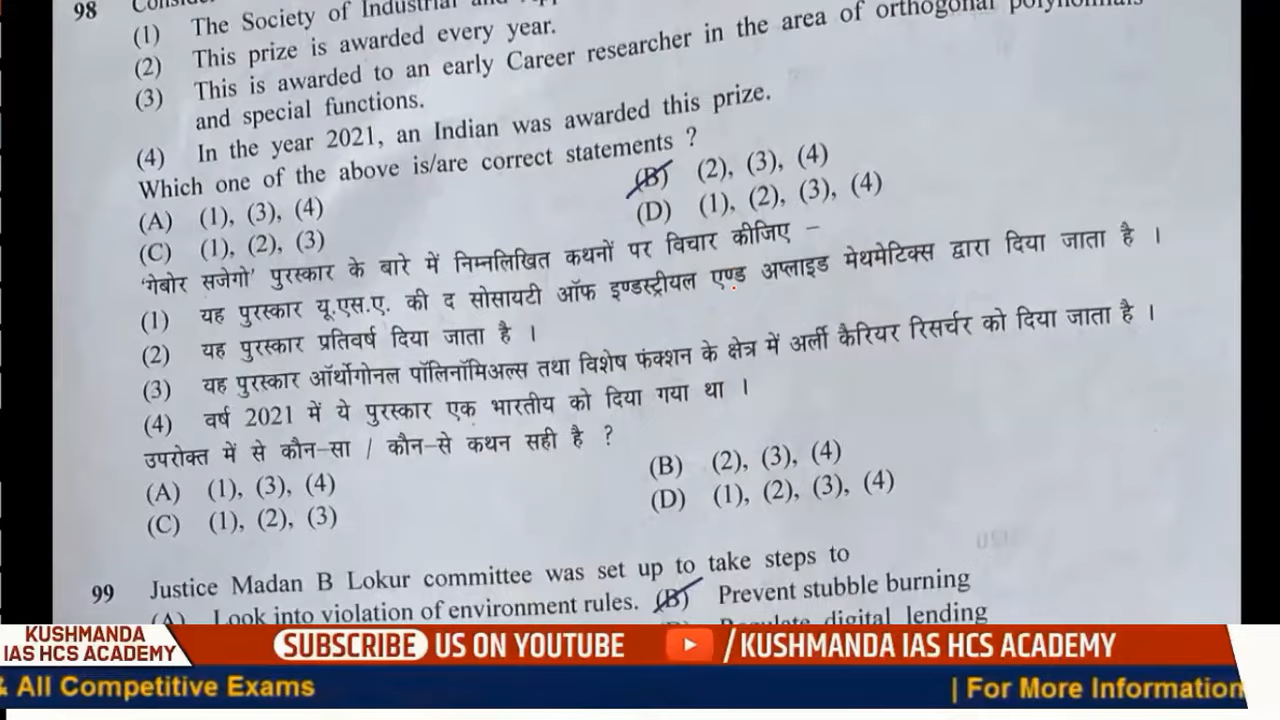 98
(1) The Society of Industrial
(2) This prize is awarded every year.
(3) This is awarded to an early Career researcher in the area of orthogonal polynomials
and special functions.
(4) In the year 2021, an Indian was awarded this prize.
Which one of the above is/are correct statements ?
(A) (1), (3), (4) (B) (2), (3), (4)
(C) (1), (2), (3) (D) (1), (2), (3), (4)
'गेबोर सजेगो' पुरस्कार के बारे में निम्नलिखित कथनों पर विचार कीजिए –
(1) यह पुरस्कार यू.एस.ए. की द सोसायटी ऑफ इण्डस्ट्रीयल एण्ड अप्लाइड मेथमेटिक्स द्वारा दिया जाता है ।
(2) यह पुरस्कार प्रतिवर्ष दिया जाता है ।
(3) यह पुरस्कार ऑर्थोगोनल पॉलिनॉमिअल्स तथा विशेष फंक्शन के क्षेत्र में अर्ली कैरियर रिसर्चर को दिया जाता है ।
(4) वर्ष 2021 में ये पुरस्कार एक भारतीय को दिया गया था ।
उपरोक्त में से कौन-सा / कौन-से कथन सही है ?
(A) (1), (3), (4) (B) (2), (3), (4)
(C) (1), (2), (3) (D) (1), (2), (3), (4)
99 Justice Madan B Lokur committee was set up to take steps to
(A) Look into violation of environment rules. (B) Prevent stubble burning
digital lending
KUSHMANDA
IAS HCS ACADEMY
SUBSCRIBE US ON YOUTUBE /KUSHMANDA IAS HCS ACADEMY
& All Competitive Exams | For More Information